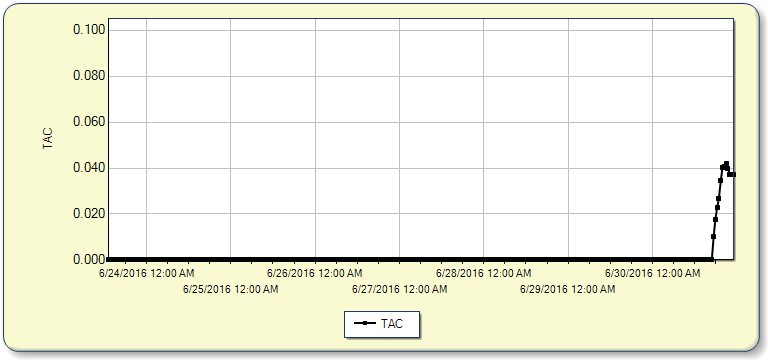 0.100
0.080
0.060
TAC
0.040
0.020
0.000
6/24/2016 12:00 AM
6/26/2016 12:00 AM
6/28/2016 12:00 AM
6/30/2016 12:00 AM
6/25/2016 12:00 AM
6/27/2016 12:00 AM
6/29/2016 12:00 AM
TAC